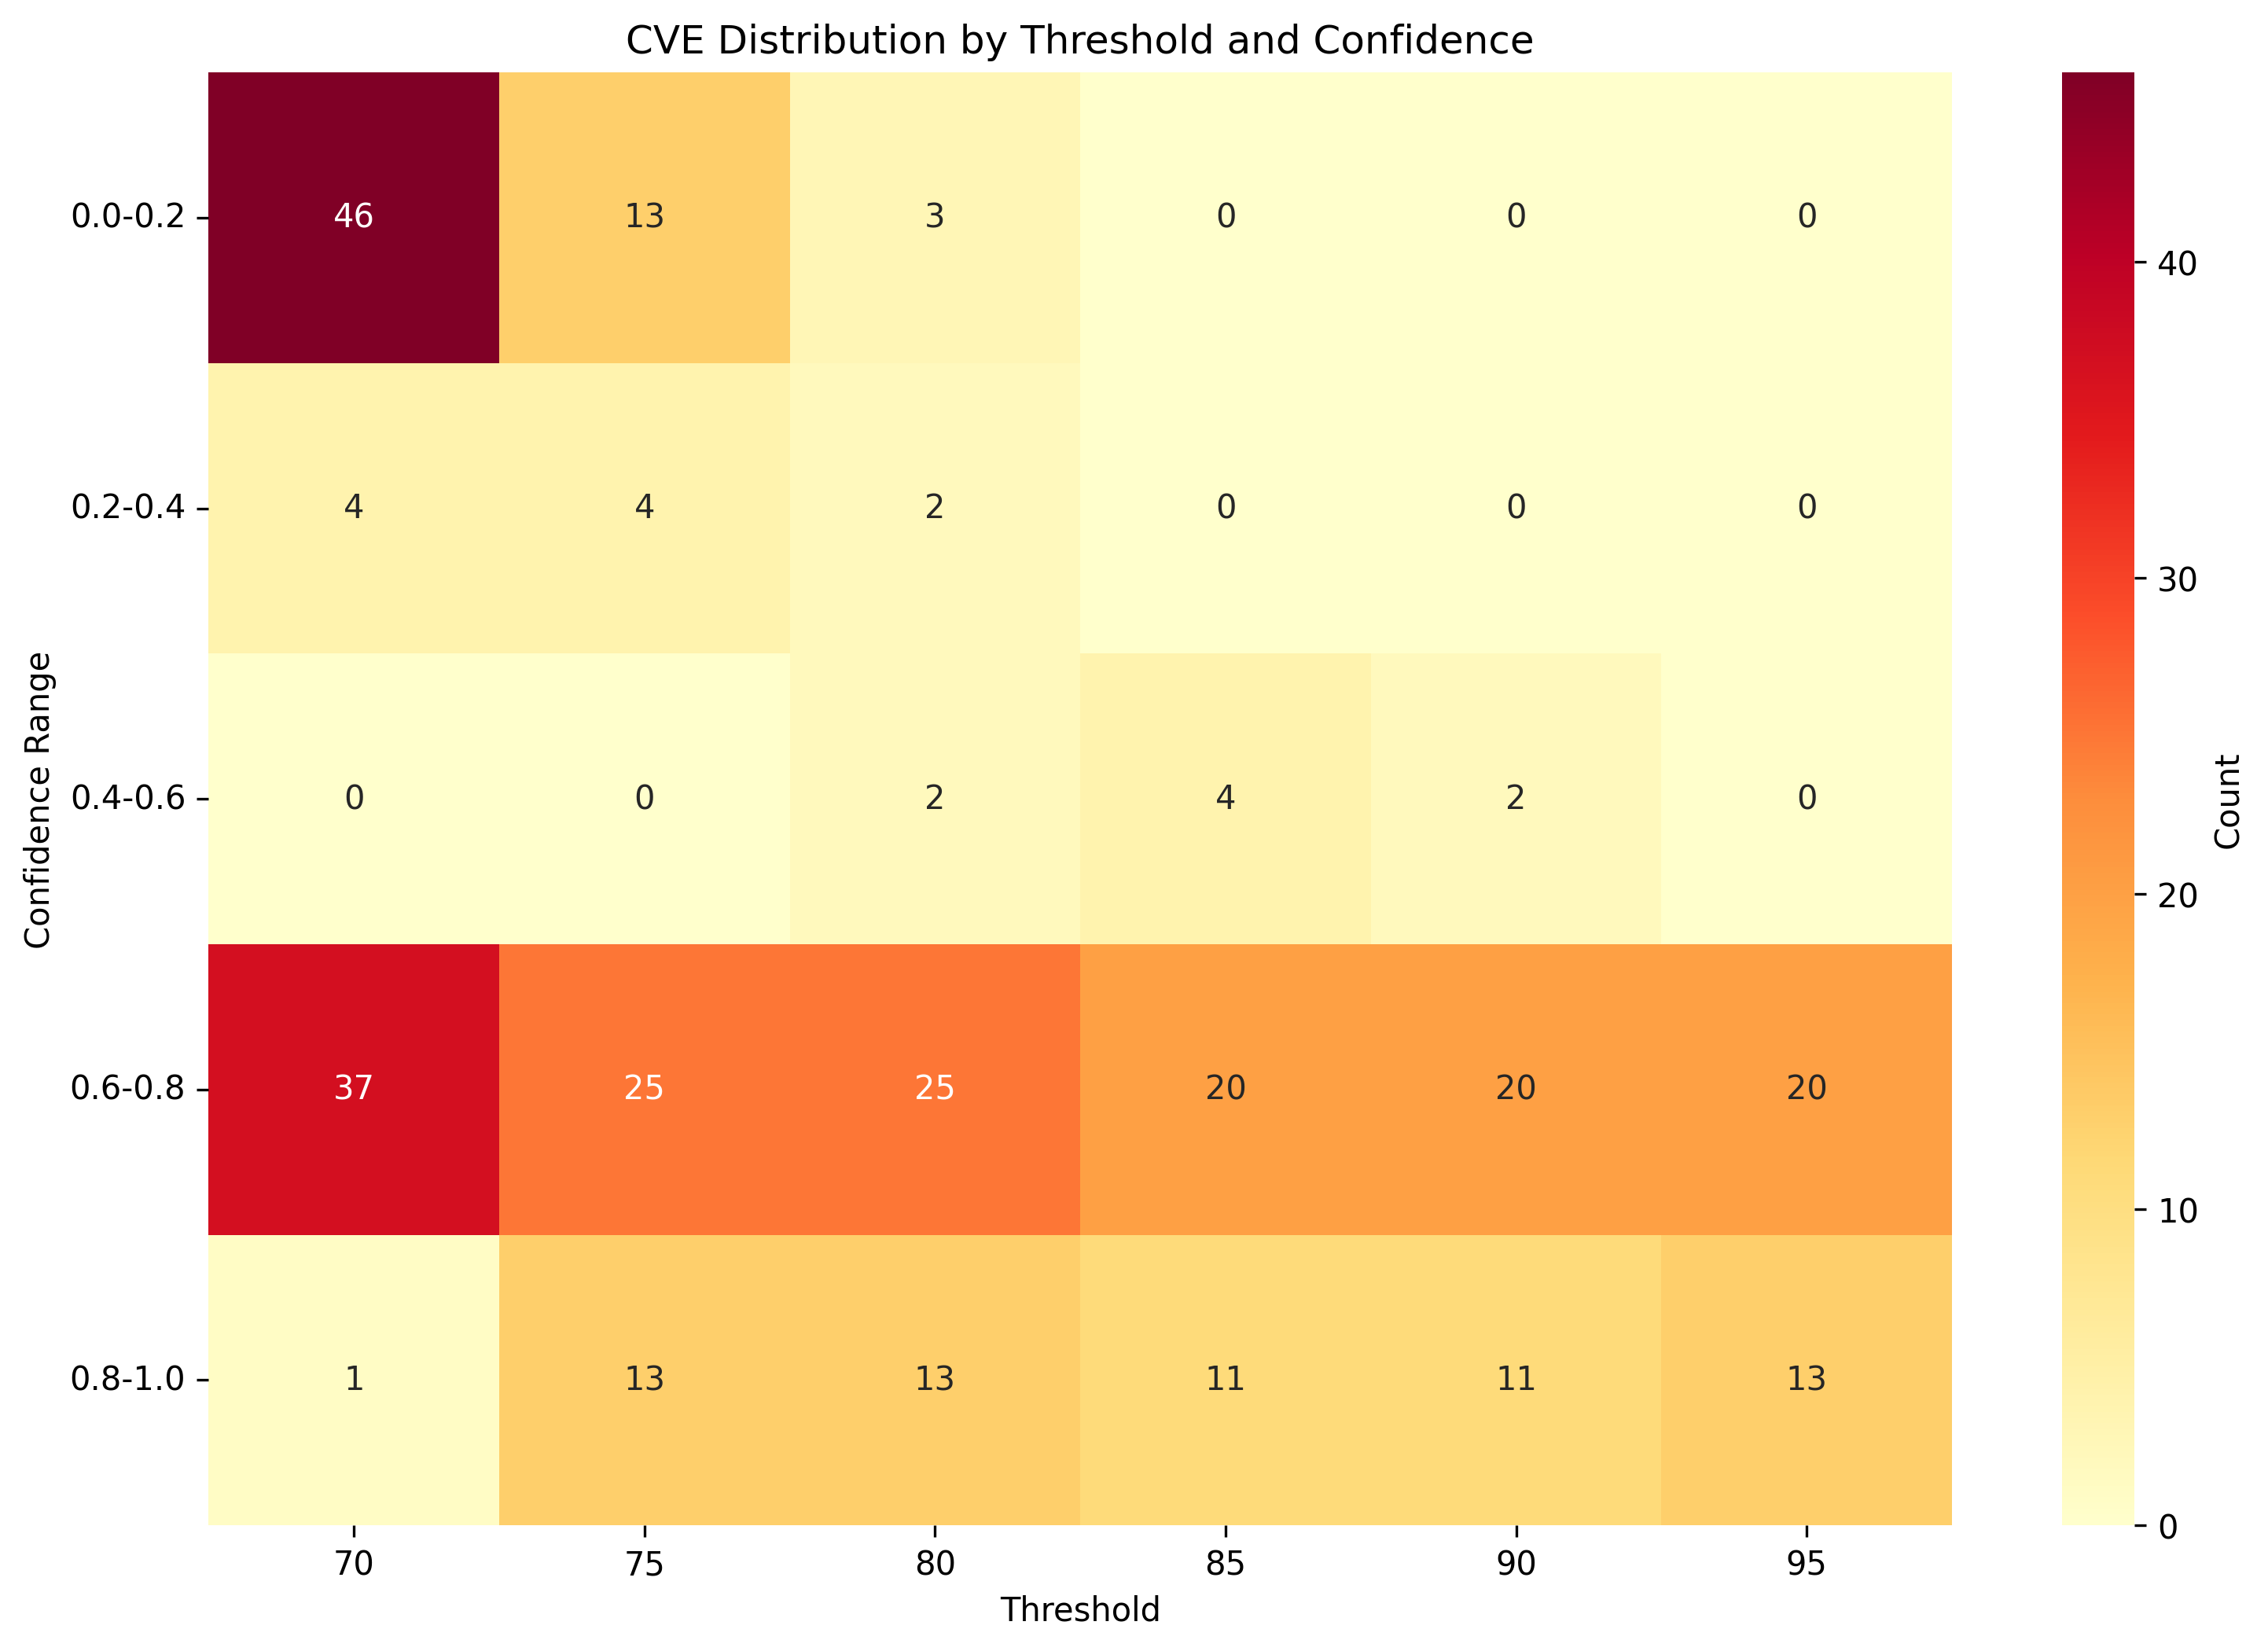 CVE Distribution by Threshold and Confidence
0.0-0.2 46 13 3 0 0 0
0.2-0.4 4 4 2 0 0 0
0.4-0.6 0 0 2 4 2 0
0.6-0.8 37 25 25 20 20 20
0.8-1.0 1 13 13 11 11 13
70 75 80 85 90 95
Threshold
Confidence Range
40
30
20
10
0
Count